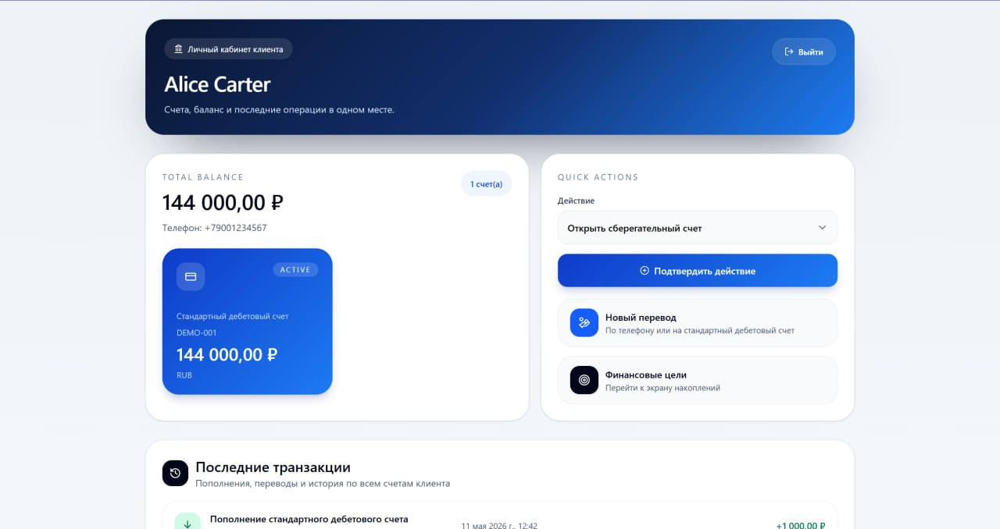 Личный кабинет клиента
Выйти
Alice Carter
Счета, баланс и последние операции в одном месте.
TOTAL BALANCE
1 счет(а)
144 000,00 ₽
Телефон: +79001234567
ACTIVE
Стандартный дебетовый счет
DEMO-001
144 000,00 ₽
RUB
QUICK ACTIONS
Действие
Открыть сберегательный счет
Подтвердить действие
Новый перевод
По телефону или на стандартный дебетовый счет
Финансовые цели
Перейти к экрану накоплений
Последние транзакции
Пополнения, переводы и история по всем счетам клиента
Пополнение стандартного дебетового счета
11 мая 2026 г., 12:42
+1 000,00 ₽